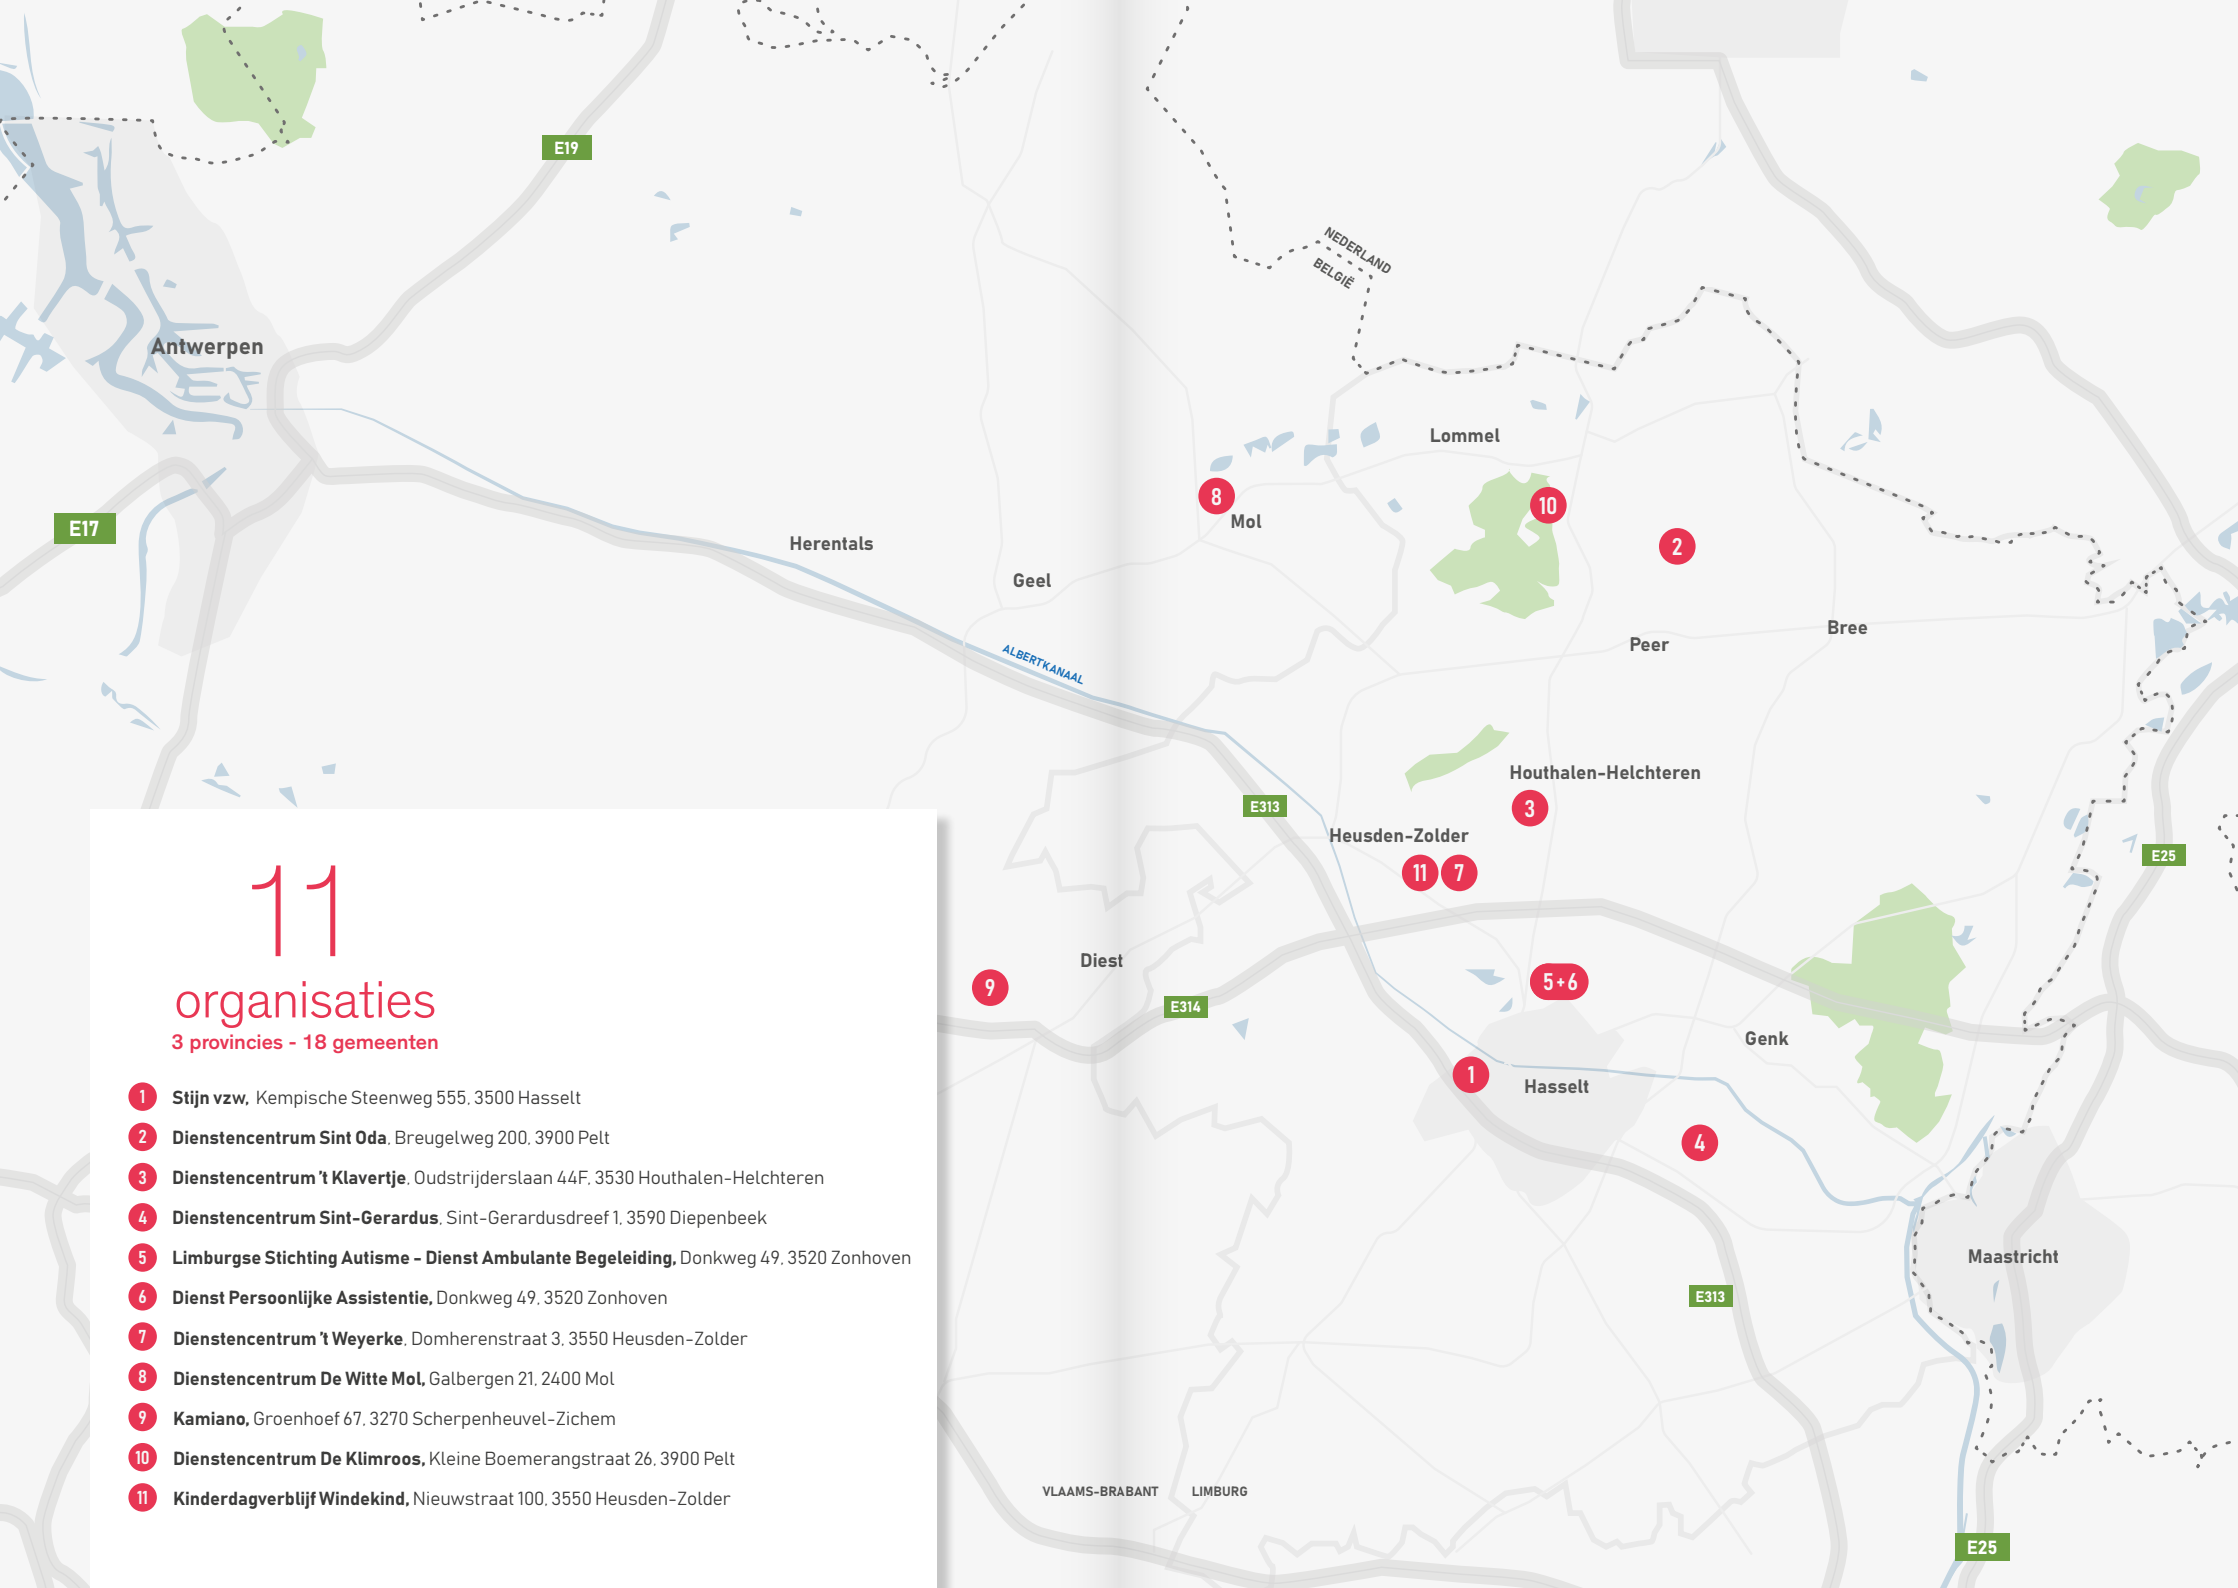 E19
NEDERLAND
BELGIË
Antwerpen
Lommel
8
10
Mol
E17
2
Herentals
Geel
Bree
Peer
ALBERTKANAAL
Houthalen-Helchteren
E313
3
Heusden-Zolder
E25
11 7
Diest
9
5+6
E314
Genk
1
Hasselt
4
Maastricht
E313
VLAAMS-BRABANT LIMBURG
E25
11
organisaties
3 provincies - 18 gemeenten
1 Stijn vzw, Kempische Steenweg 555, 3500 Hasselt
2 Dienstencentrum Sint Oda, Breugelweg 200, 3900 Pelt
3 Dienstencentrum ’t Klavertje, Oudstrijderslaan 44F, 3530 Houthalen-Helchteren
4 Dienstencentrum Sint-Gerardus, Sint-Gerardusdreef 1, 3590 Diepenbeek
5 Limburgse Stichting Autisme - Dienst Ambulante Begeleiding, Donkweg 49, 3520 Zonhoven
6 Dienst Persoonlijke Assistentie, Donkweg 49, 3520 Zonhoven
7 Dienstencentrum ’t Weyerke, Domherenstraat 3, 3550 Heusden-Zolder
8 Dienstencentrum De Witte Mol, Galbergen 21, 2400 Mol
9 Kamiano, Groenhoef 67, 3270 Scherpenheuvel-Zichem
10 Dienstencentrum De Klimroos, Kleine Boemerangstraat 26, 3900 Pelt
11 Kinderdagverblijf Windekind, Nieuwstraat 100, 3550 Heusden-Zolder